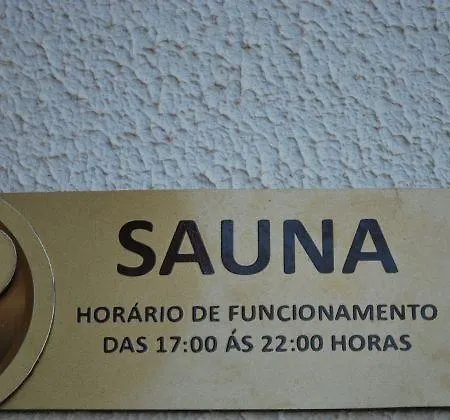 SAUNA
HORÁRIO DE FUNCIONAMENTO
DAS 17:00 ÁS 22:00 HORAS